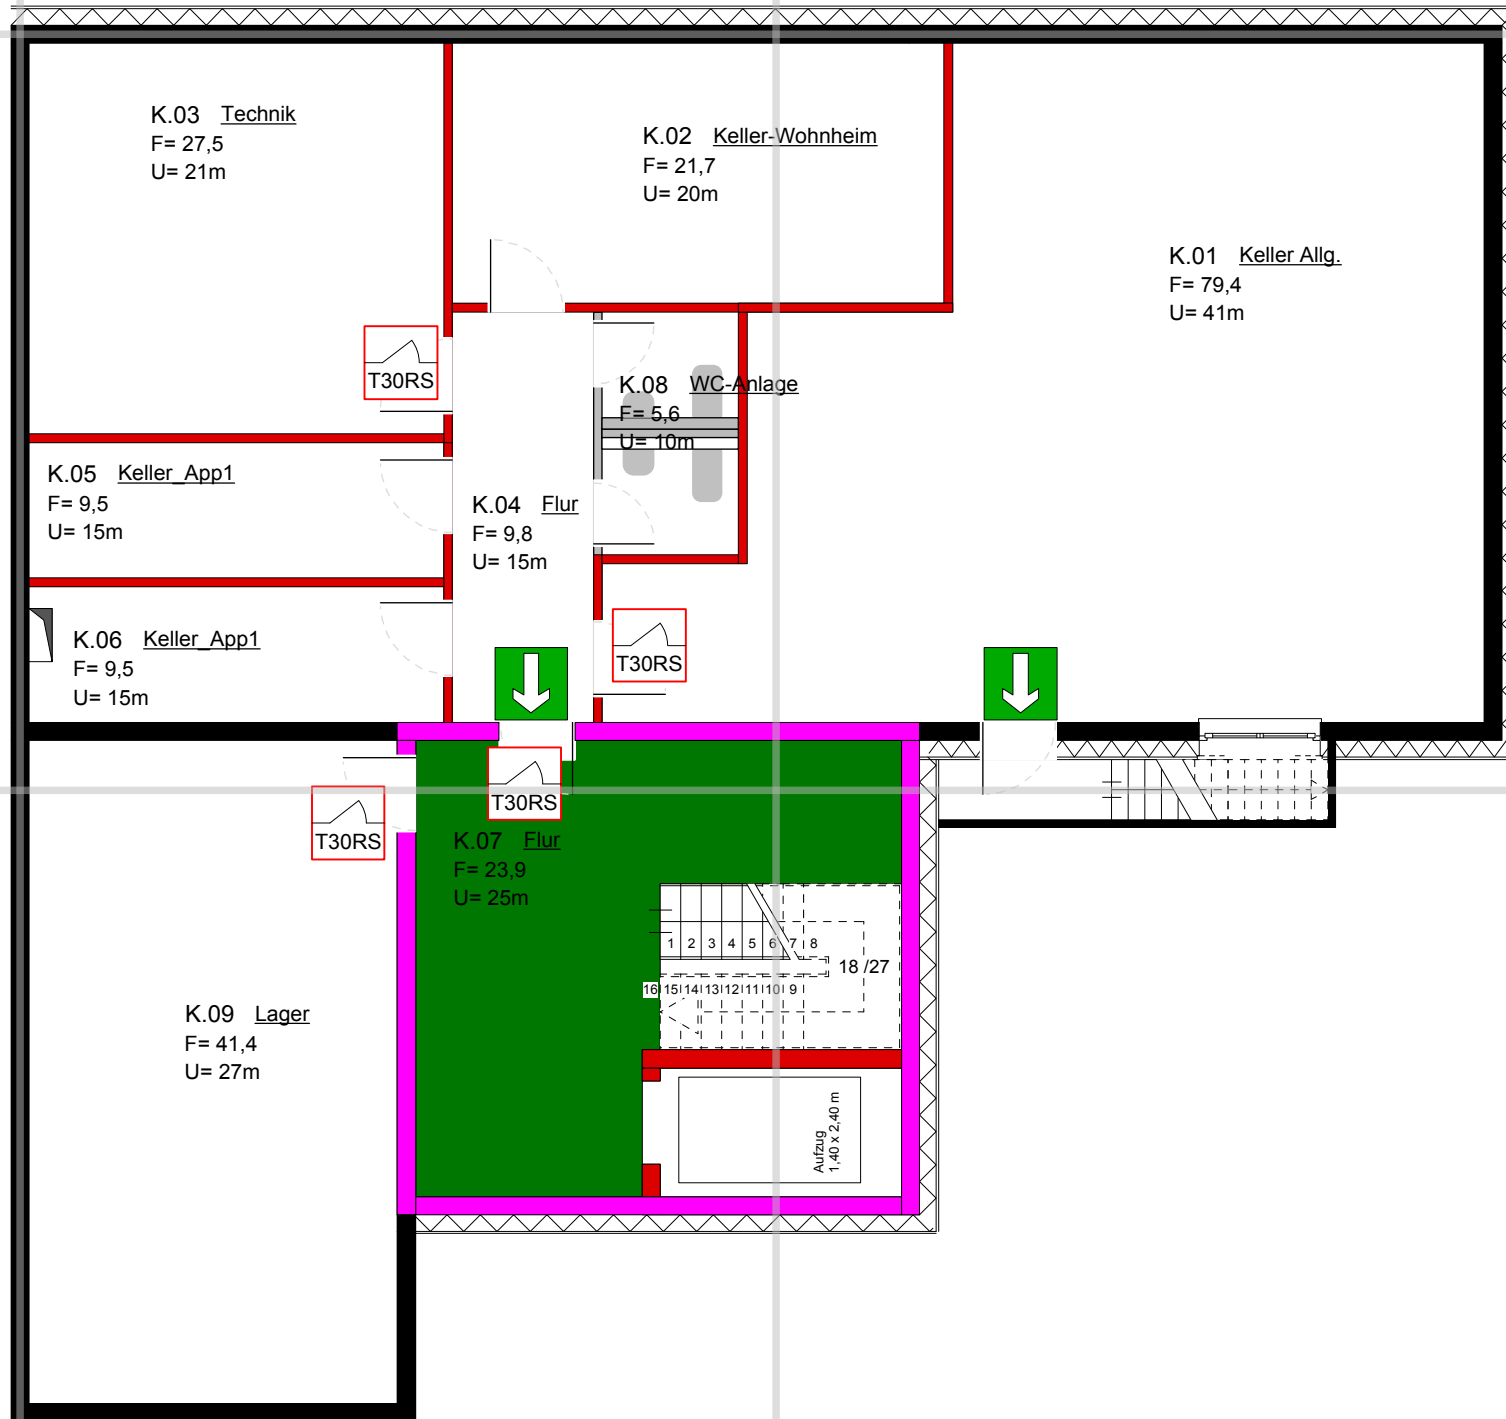 K.03 Technik
F= 27,5
U= 21m
K.02 Keller-Wohnheim
F= 21,7
U= 20m
K.01 Keller Allg.
F= 79,4
U= 41m
T30RS
K.08 WC-Anlage
F= 5,6
U= 10m
K.05 Keller_App1
F= 9,5
U= 15m
K.04 Flur
F= 9,8
U= 15m
K.06 Keller_App1
F= 9,5
U= 15m
T30RS
T30RS
T30RS
K.07 Flur
F= 23,9
U= 25m
1 2 3 4 5 6 7 8
18 /27
16 15 14 13 12 11 10 9
K.09 Lager
F= 41,4
U= 27m
Aufzug
1,40 x 2,40 m